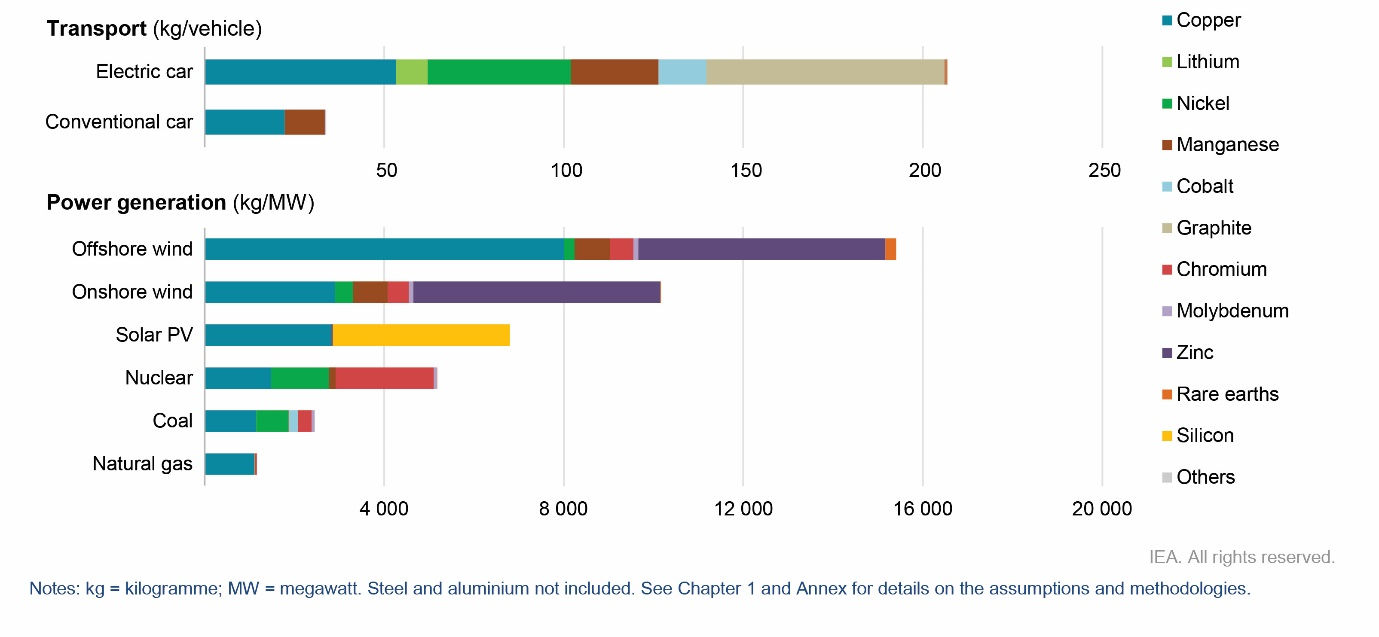 Transport (kg/vehicle)
Electric car
Conventional car
50 100 150 200 250
Power generation (kg/MW)
Offshore wind
Onshore wind
Solar PV
Nuclear
Coal
Natural gas
4 000 8 000 12 000 16 000 20 000
Copper
Lithium
Nickel
Manganese
Cobalt
Graphite
Chromium
Molybdenum
Zinc
Rare earths
Silicon
Others
IEA. All rights reserved.
Notes: kg = kilogramme; MW = megawatt. Steel and aluminium not included. See Chapter 1 and Annex for details on the assumptions and methodologies.